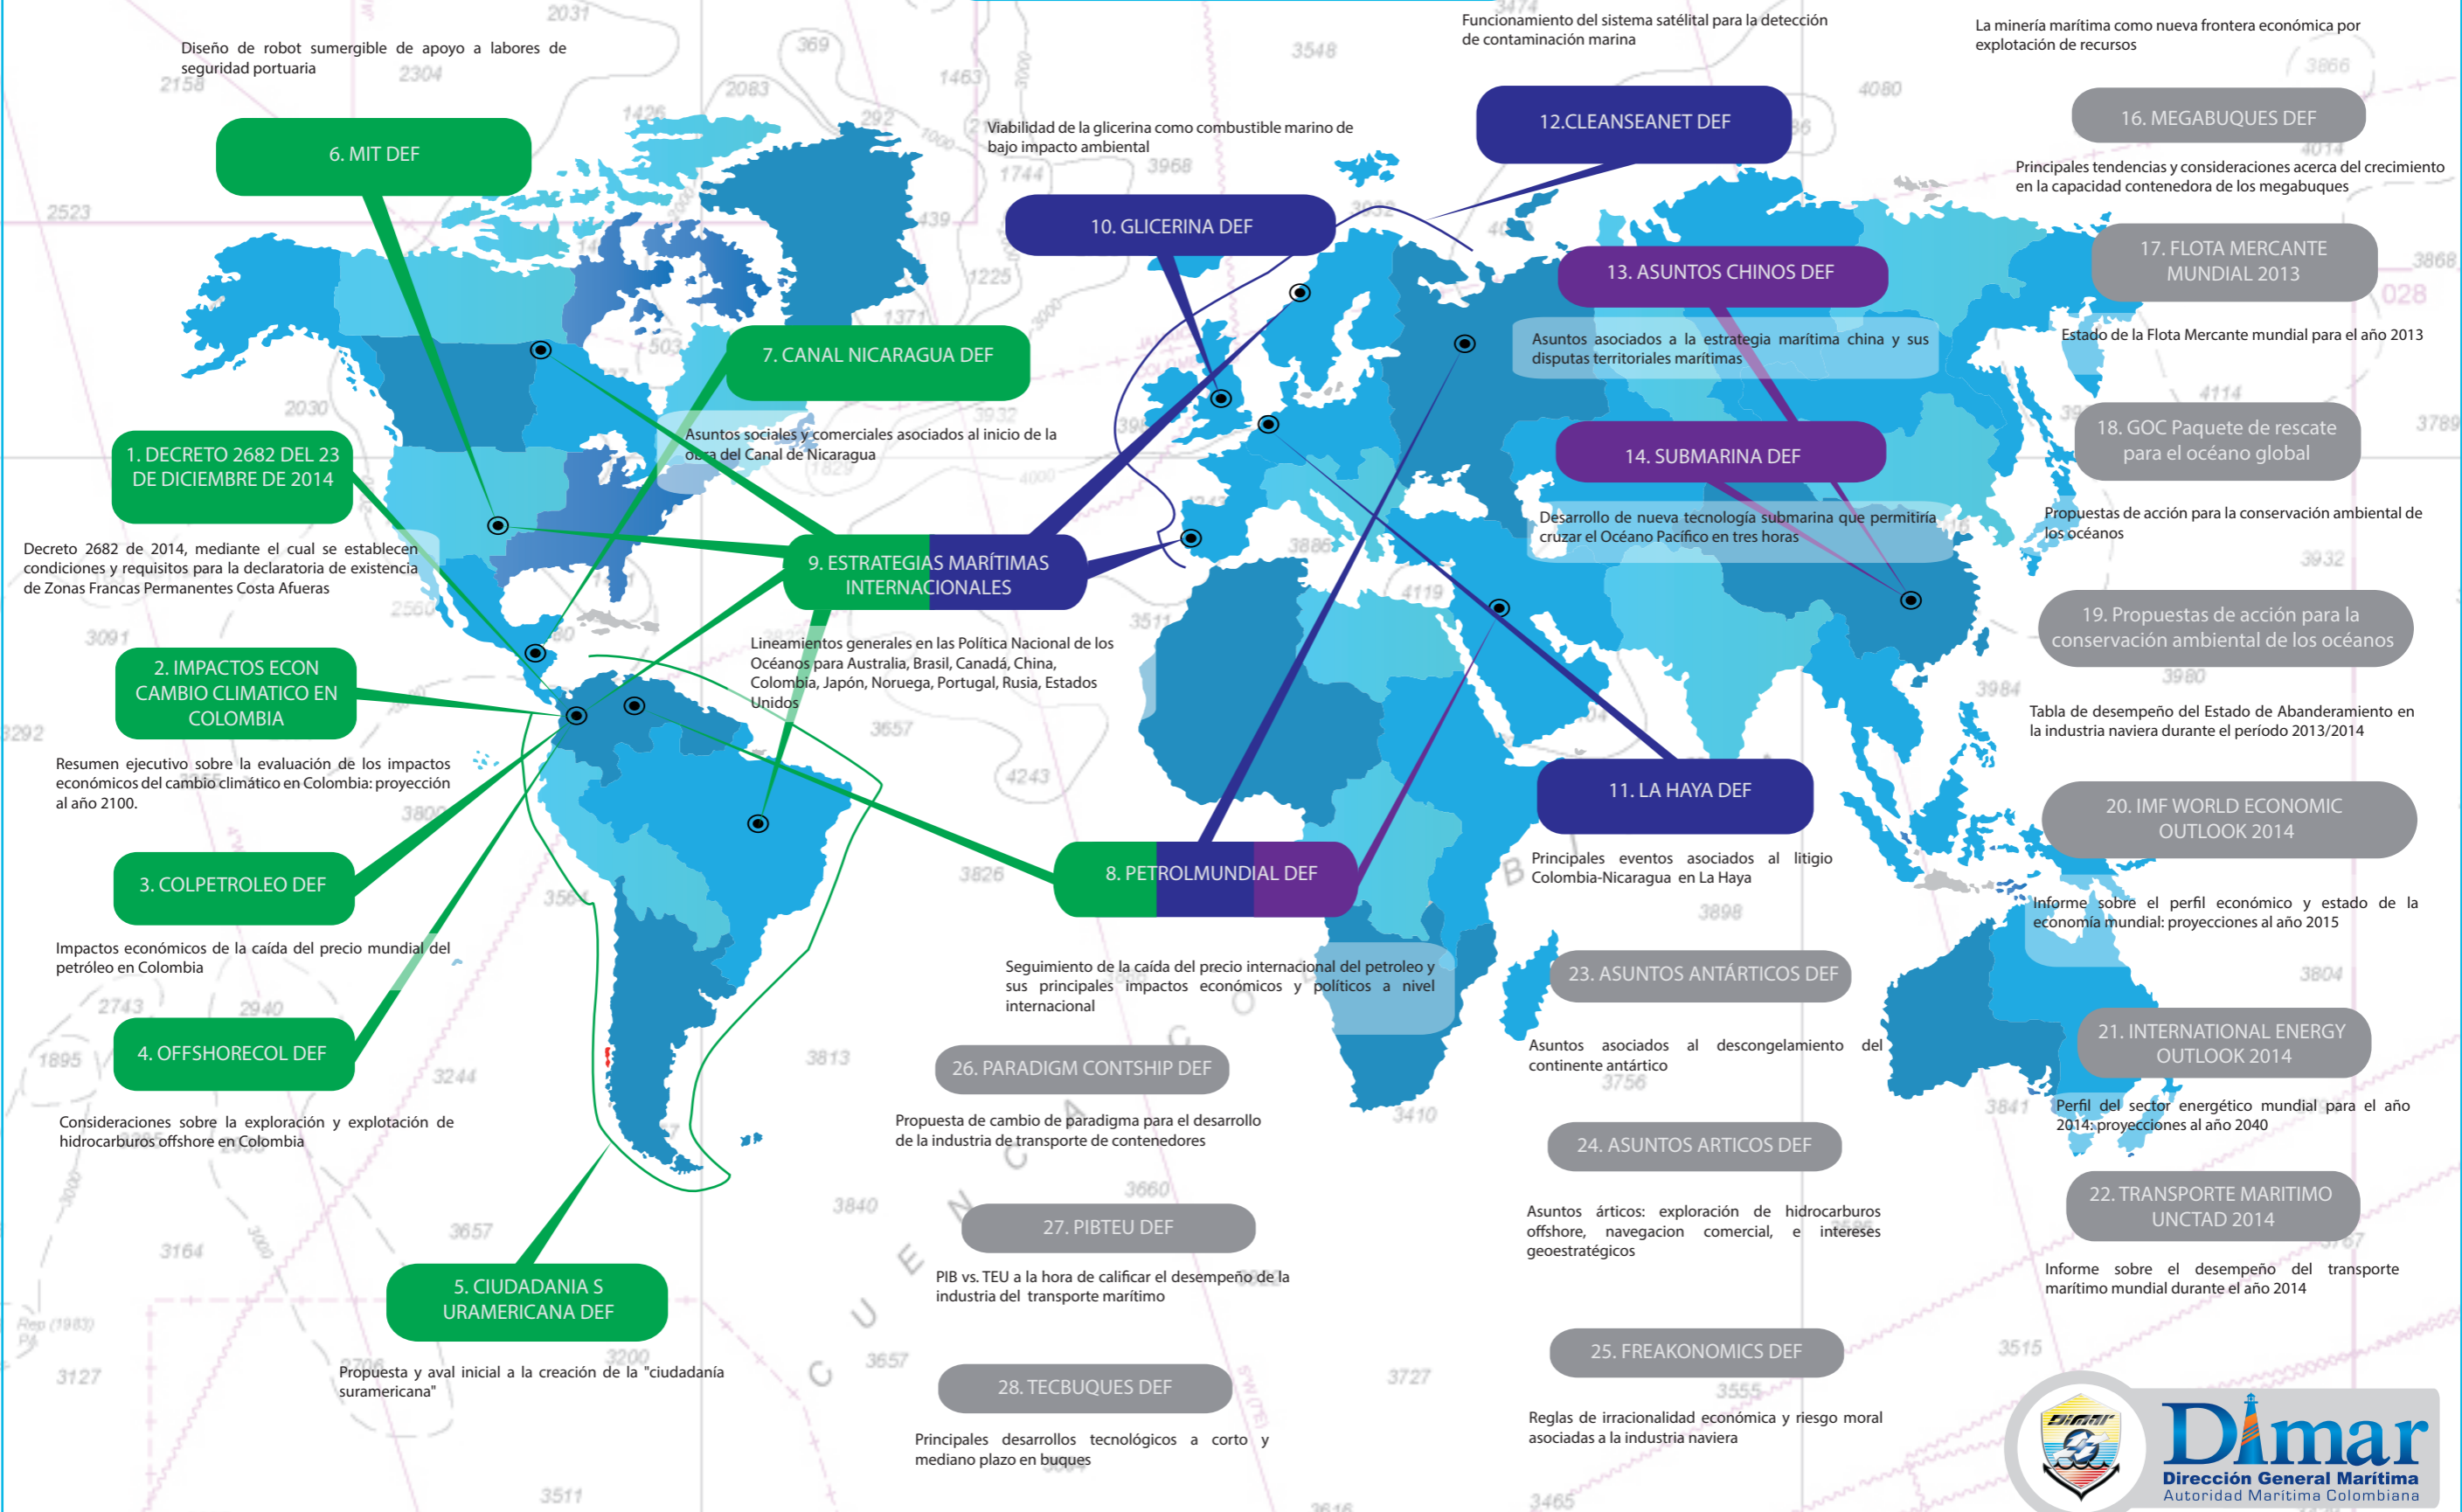 Diseño de robot sumergible de apoyo a labores de
seguridad portuaria
6. MIT DEF
Viabilidad de la glicerina como combustible marino de
bajo impacto ambiental
10. GLICERINA DEF
Funcionamiento del sistema satélital para la detección
de contaminación marina
12.CLEANSEANET DEF
La minería marítima como nueva frontera económica por
explotación de recursos
16. MEGABUQUES DEF
Principales tendencias y consideraciones acerca del crecimiento
en la capacidad contenedora de los megabuques
17. FLOTA MERCANTE
MUNDIAL 2013
Estado de la Flota Mercante mundial para el año 2013
13. ASUNTOS CHINOS DEF
Asuntos asociados a la estrategia marítima china y sus
disputas territoriales marítimas
7. CANAL NICARAGUA DEF
Asuntos sociales y comerciales asociados al inicio de la
obra del Canal de Nicaragua
1. DECRETO 2682 DEL 23
DE DICIEMBRE DE 2014
Decreto 2682 de 2014, mediante el cual se establecen
condiciones y requisitos para la declaratoria de existencia
de Zonas Francas Permanentes Costa Afueras
14. SUBMARINA DEF
Desarrollo de nueva tecnología submarina que permitiría
cruzar el Océano Pacífico en tres horas
18. GOC Paquete de rescate
para el océano global
Propuestas de acción para la conservación ambiental de
los océanos
9. ESTRATEGIAS MARÍTIMAS
INTERNACIONALES
Lineamientos generales en las Política Nacional de los
Océanos para Australia, Brasil, Canadá, China,
Colombia, Japón, Noruega, Portugal, Rusia, Estados
Unidos
19. Propuestas de acción para la
conservación ambiental de los océanos
Tabla de desempeño del Estado de Abanderamiento en
la industria naviera durante el período 2013/2014
2. IMPACTOS ECON
CAMBIO CLIMATICO EN
COLOMBIA
Resumen ejecutivo sobre la evaluación de los impactos
económicos del cambio climático en Colombia: proyección
al año 2100.
11. LA HAYA DEF
Principales eventos asociados al litigio
Colombia-Nicaragua en La Haya
20. IMF WORLD ECONOMIC
OUTLOOK 2014
Informe sobre el perfil económico y estado de la
economía mundial: proyecciones al año 2015
3. COLPETROLEO DEF
Impactos económicos de la caída del precio mundial del
petróleo en Colombia
8. PETROLMUNDIAL DEF
Seguimiento de la caída del precio internacional del petroleo y
sus principales impactos económicos y políticos a nivel
internacional
23. ASUNTOS ANTÁRTICOS DEF
Asuntos asociados al descongelamiento del
continente antártico
21. INTERNATIONAL ENERGY
OUTLOOK 2014
Perfil del sector energético mundial para el año
2014: proyecciones al año 2040
4. OFFSHORECOL DEF
Consideraciones sobre la exploración y explotación de
hidrocarburos offshore en Colombia
26. PARADIGM CONTSHIP DEF
Propuesta de cambio de paradigma para el desarrollo
de la industria de transporte de contenedores
24. ASUNTOS ARTICOS DEF
Asuntos árticos: exploración de hidrocarburos
offshore, navegacion comercial, e intereses
geoestratégicos
22. TRANSPORTE MARITIMO
UNCTAD 2014
Informe sobre el desempeño del transporte
marítimo mundial durante el año 2014
27. PIBTEU DEF
PIB vs. TEU a la hora de calificar el desempeño de la
industria del transporte marítimo
5. CIUDADANIA S
URAMERICANA DEF
Propuesta y aval inicial a la creación de la "ciudadanía
suramericana"
28. TECBUQUES DEF
Principales desarrollos tecnológicos a corto y
mediano plazo en buques
25. FREAKONOMICS DEF
Reglas de irracionalidad económica y riesgo moral
asociadas a la industria naviera
DIMAR
Dimar
Dirección General Marítima
Autoridad Marítima Colombiana